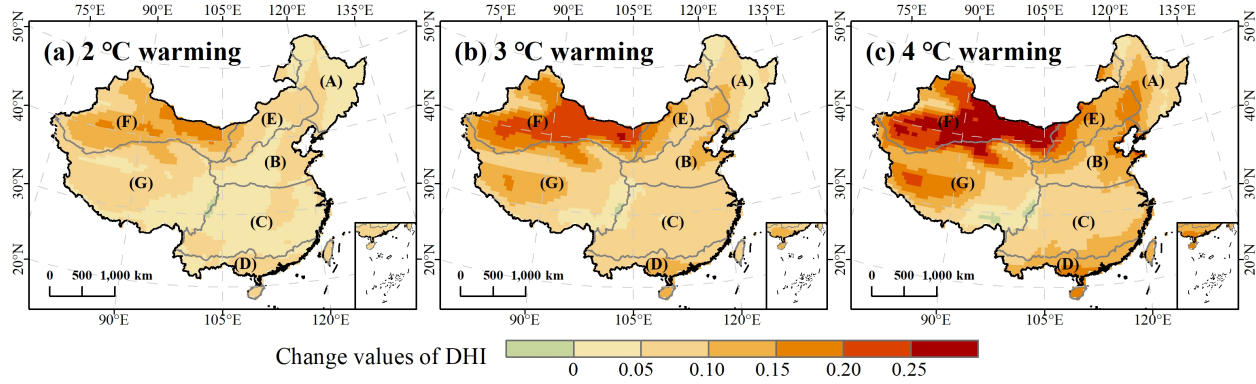 75°E 90°E 105°E 120°E 135°E
75°E 90°E 105°E 120°E 135°E
75°E 90°E 105°E 120°E 135°E
(a) 2 °C warming
(b) 3 °C warming
(c) 4 °C warming
50°N 40°N 30°N 20°N
50°N 40°N 30°N 20°N
50°N 40°N 30°N 20°N
50°N
(A) (B) (C) (D) (E) (F) (G)
(A) (B) (C) (D) (E) (F) (G)
(A) (B) (C) (D) (E) (F) (G)
0 500 1,000 km
0 500 1,000 km
0 500 1,000 km
90°E 105°E 120°E
90°E 105°E 120°E
90°E 105°E 120°E
Change values of DHI
0 0.05 0.10 0.15 0.20 0.25